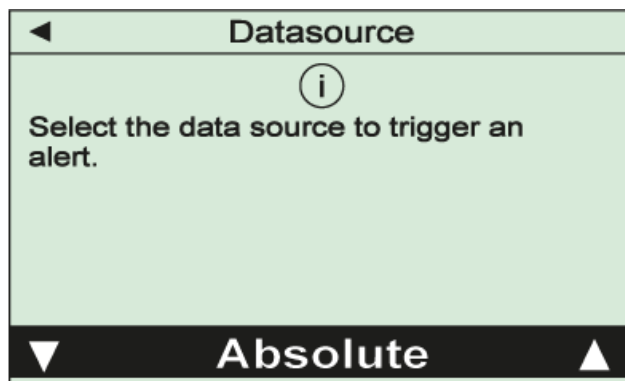 Datasource
i
Select the data source to trigger an
alert.
Absolute